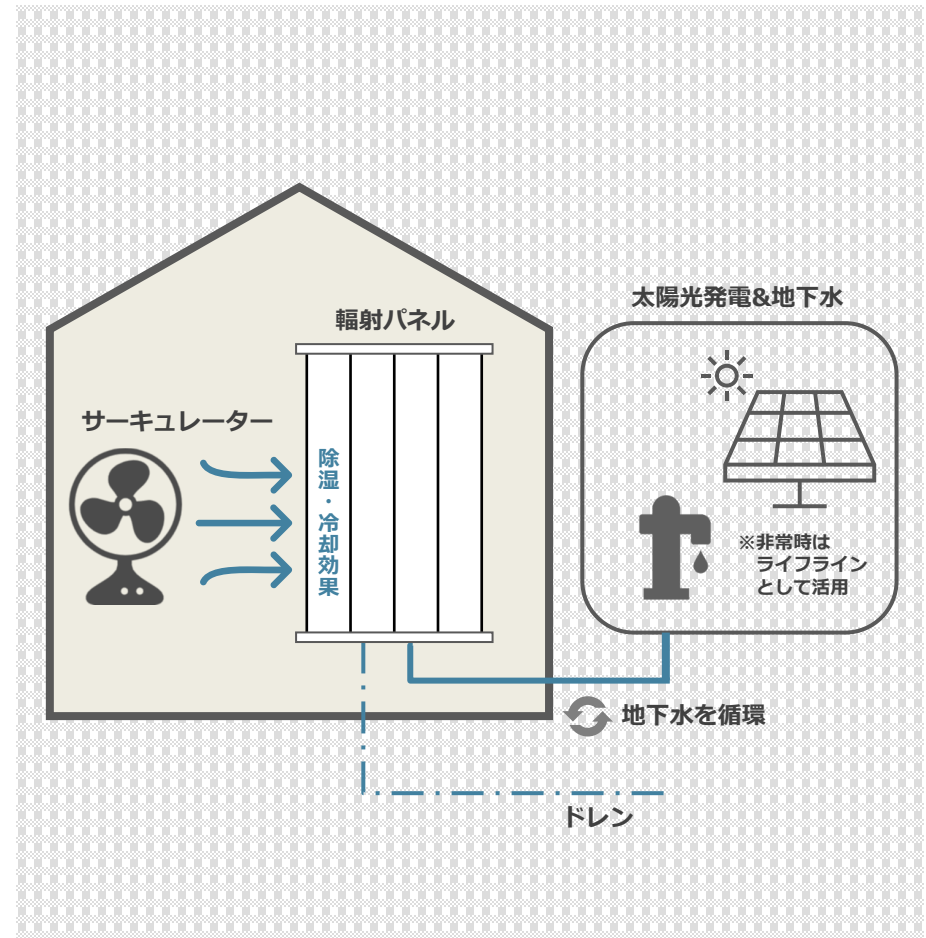 太陽光発電&地下水
輻射パネル
サーキュレーター
除湿・冷却効果
※非常時は
ライフライン
として活用
地下水を循環
ドレン